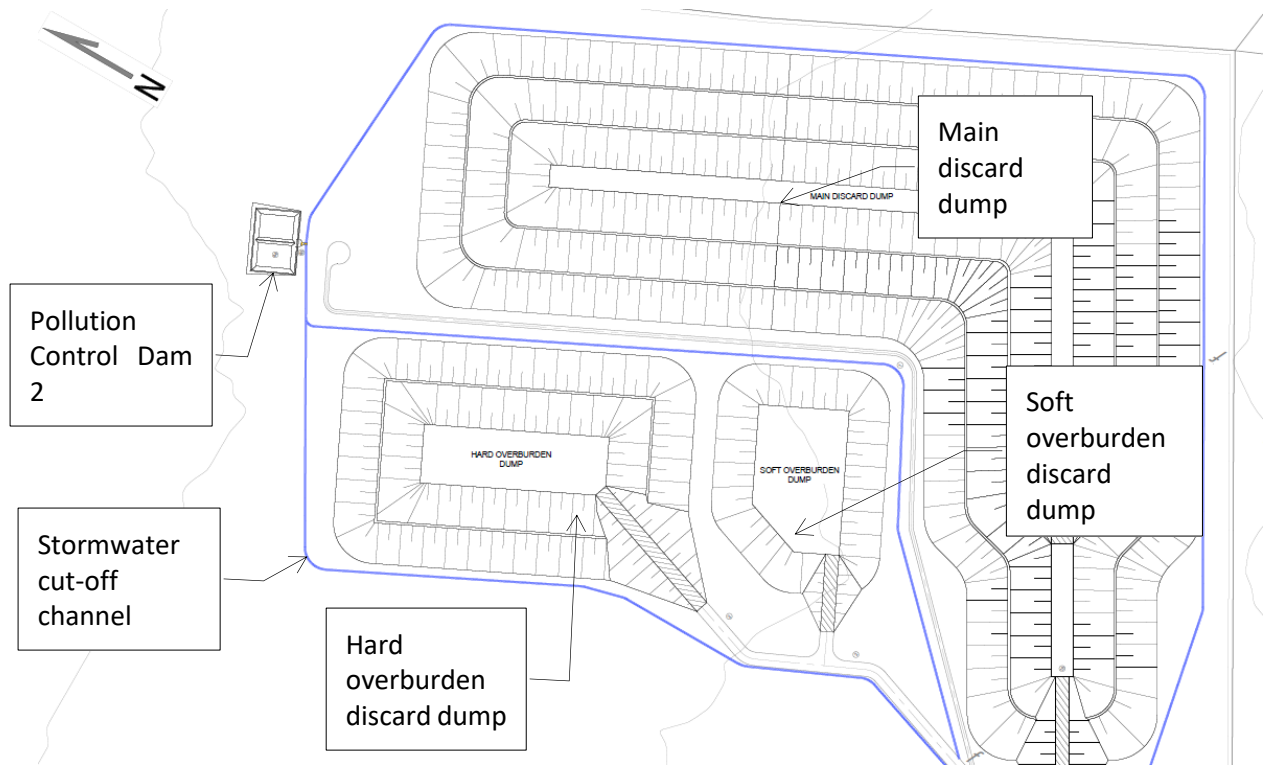 N
Main
discard
dump
MAIN DISCARD DUMP
Pollution
Control Dam
2
Soft
overburden
discard
dump
HARD OVERBURDEN
DUMP
SOFT OVERBURDEN
DUMP
Stormwater
cut-off
channel
Hard
overburden
discard dump